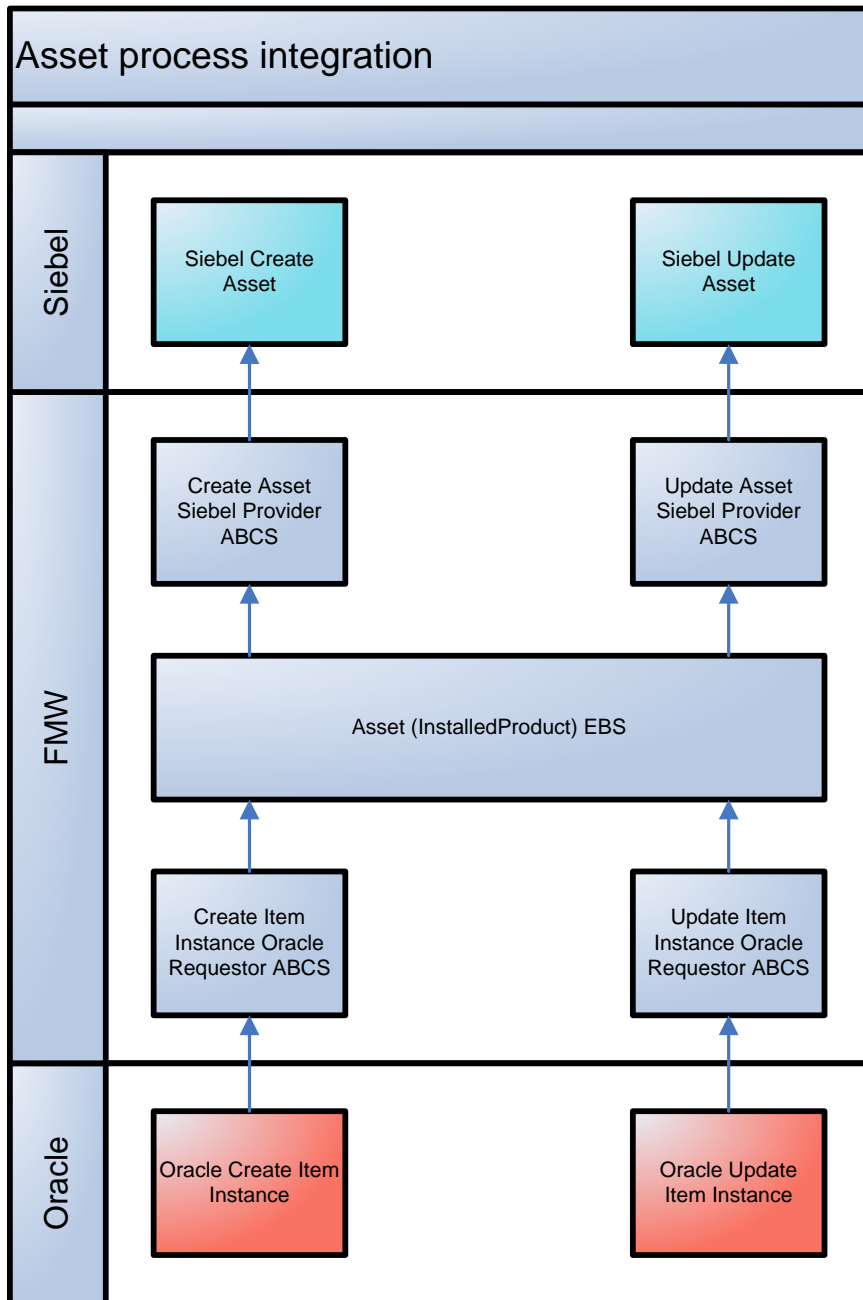 Asset process integration
Siebel
Siebel Create
Asset
Siebel Update
Asset
FMW
Create Asset
Siebel Provider
ABCS
Update Asset
Siebel Provider
ABCS
Asset (InstalledProduct) EBS
Create Item
Instance Oracle
Requestor ABCS
Update Item
Instance Oracle
Requestor ABCS
Oracle
Oracle Create Item
Instance
Oracle Update
Item Instance